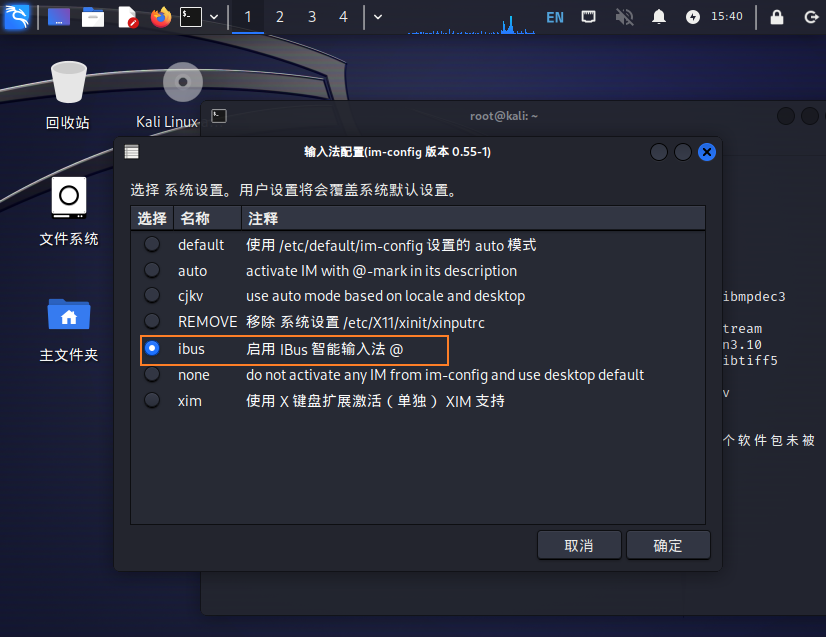 1 2 3 4 EN 15:40
回收站
Kali Linux
root@kali: ~
输入法配置(im-config 版本 0.55-1)
选择 系统设置。用户设置将会覆盖系统默认设置。
选择 名称 注释
default 使用 /etc/default/im-config 设置的 auto 模式
auto activate IM with @-mark in its description
cjkv use auto mode based on locale and desktop
REMOVE 移除 系统设置 /etc/X11/xinit/xinputrc
ibus 启用 IBus 智能输入法 @
none do not activate any IM from im-config and use desktop default
xim 使用 X 键盘扩展激活（单独） XIM 支持
取消 确定
文件系统
主文件夹
ibmpdec3
tream
n3.10
ibtiff5
v
个软件包未被